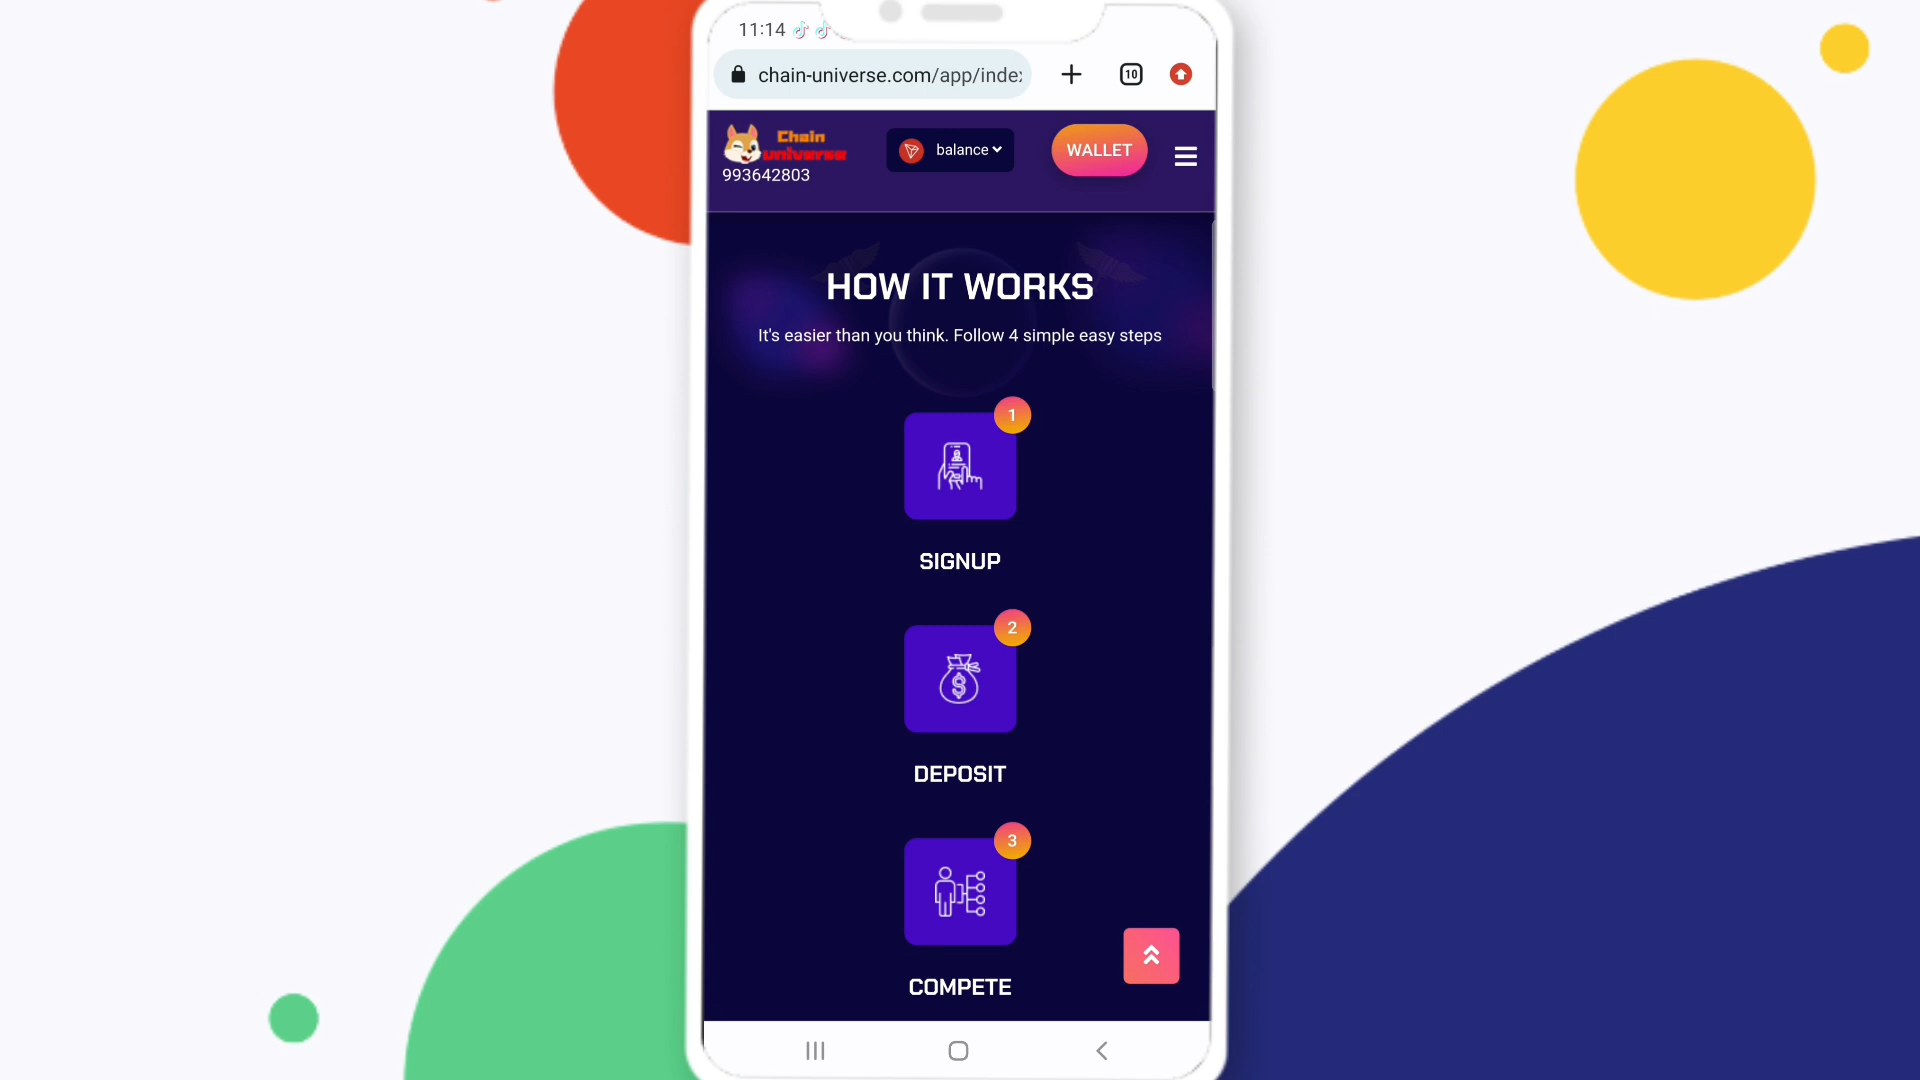 11:14
chain-universe.com/app/index
10
Chain
universe
993642803
balance
WALLET
HOW IT WORKS
It's easier than you think. Follow 4 simple easy steps
1
SIGNUP
2
$
DEPOSIT
3
COMPETE